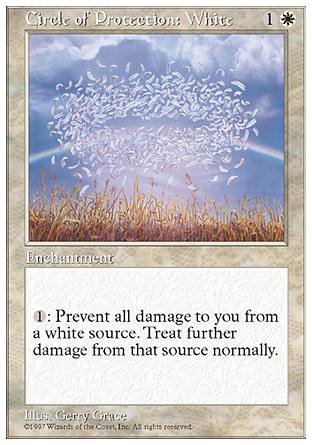 Circle of Protection: White 1
Enchantment
1: Prevent all damage to you from
a white source. Treat further
damage from that source normally.
Illus. Gerry Grace
©1997 Wizards of the Coast, Inc. All rights reserved.